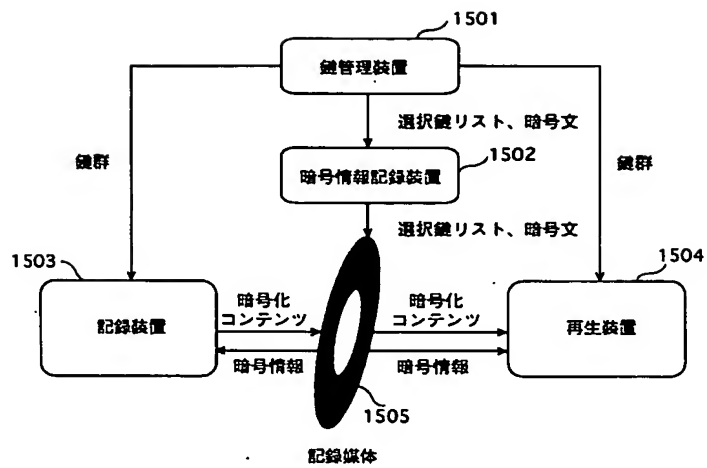 1501
鍵管理装置
選択鍵リスト、暗号文
鍵群
1502
鍵群
暗号情報記録装置
選択鍵リスト、暗号文
1503
1504
記録装置
暗号化
コンテンツ
暗号情報
暗号化
コンテンツ
暗号情報
再生装置
1505
記録媒体